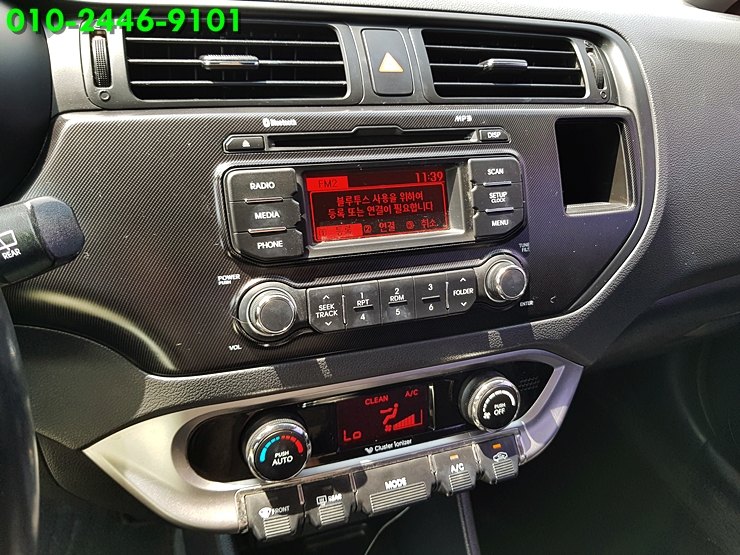 010-2446-9101
Bluetooth
MP3
DISP
RADIO
MEDIA
PHONE
FM2
11:39
블루투스 사용을 위하여
등록 또는 연결이 필요합니다
① 등록 ② 연결 ③ 취소
SCAN
SETUP
CLOCK
MENU
POWER
PUSH
VOL
SEEK
TRACK
1 RPT 4
2 RDM 5
3 6
FOLDER
TUNE
FILE
ENTER
REAR
CLEAN A/C
Lo
Cluster Ionizer
PUSH
AUTO
PUSH
OFF
FRONT
REAR
MODE
A/C